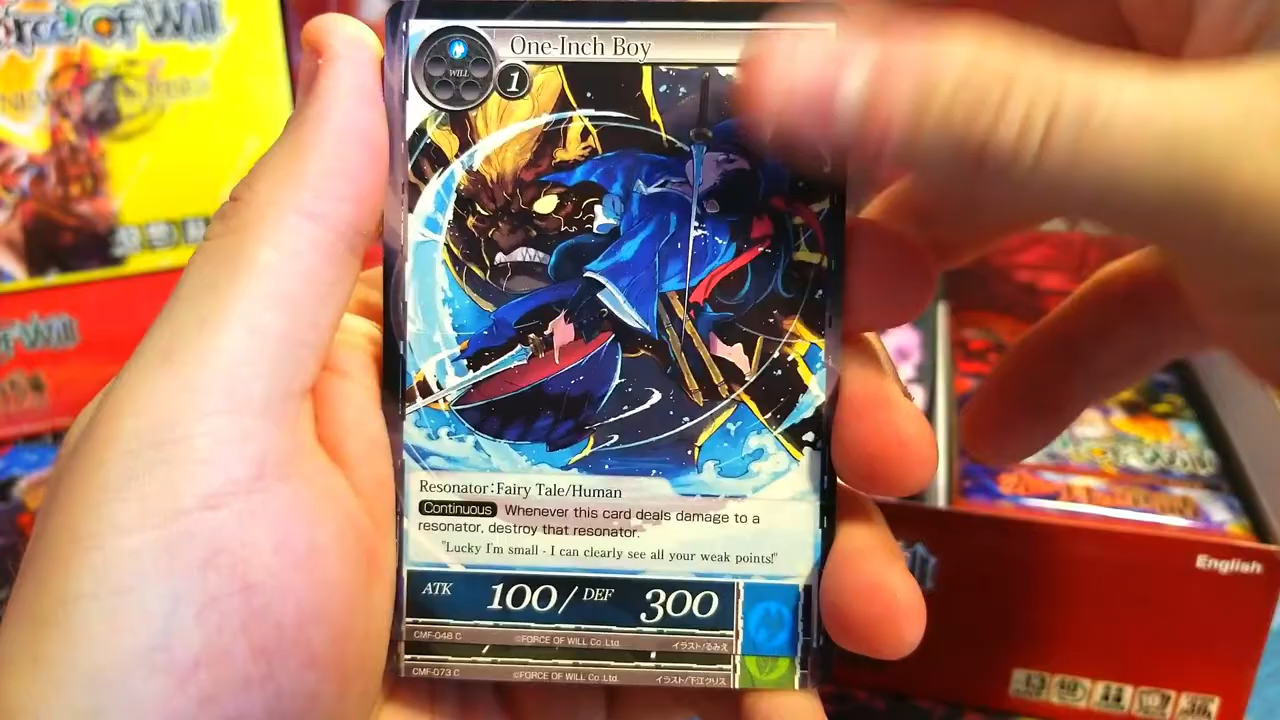 One-Inch Boy
WILL
1
Resonator: Fairy Tale/Human
Continuous Whenever this card deals damage to a
resonator, destroy that resonator.
"Lucky I'm small - I can clearly see all your weak points!"
ATK 100 / DEF 300
CMF-048 C ©FORCE OF WILL Co.,Ltd. イラスト/るみえ
CMF-073 C ©FORCE OF WILL Co.,Ltd. イラスト/下江クリス
Of Will
of Will
English